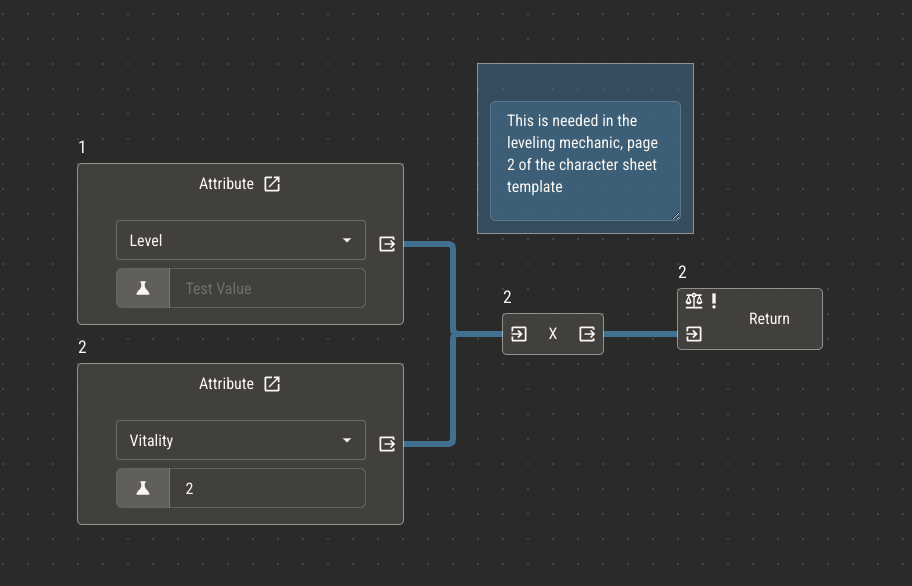 1
Attribute
Level
Test Value
2
Attribute
Vitality
2
This is needed in the
leveling mechanic, page
2 of the character sheet
template
2
X
2
Return